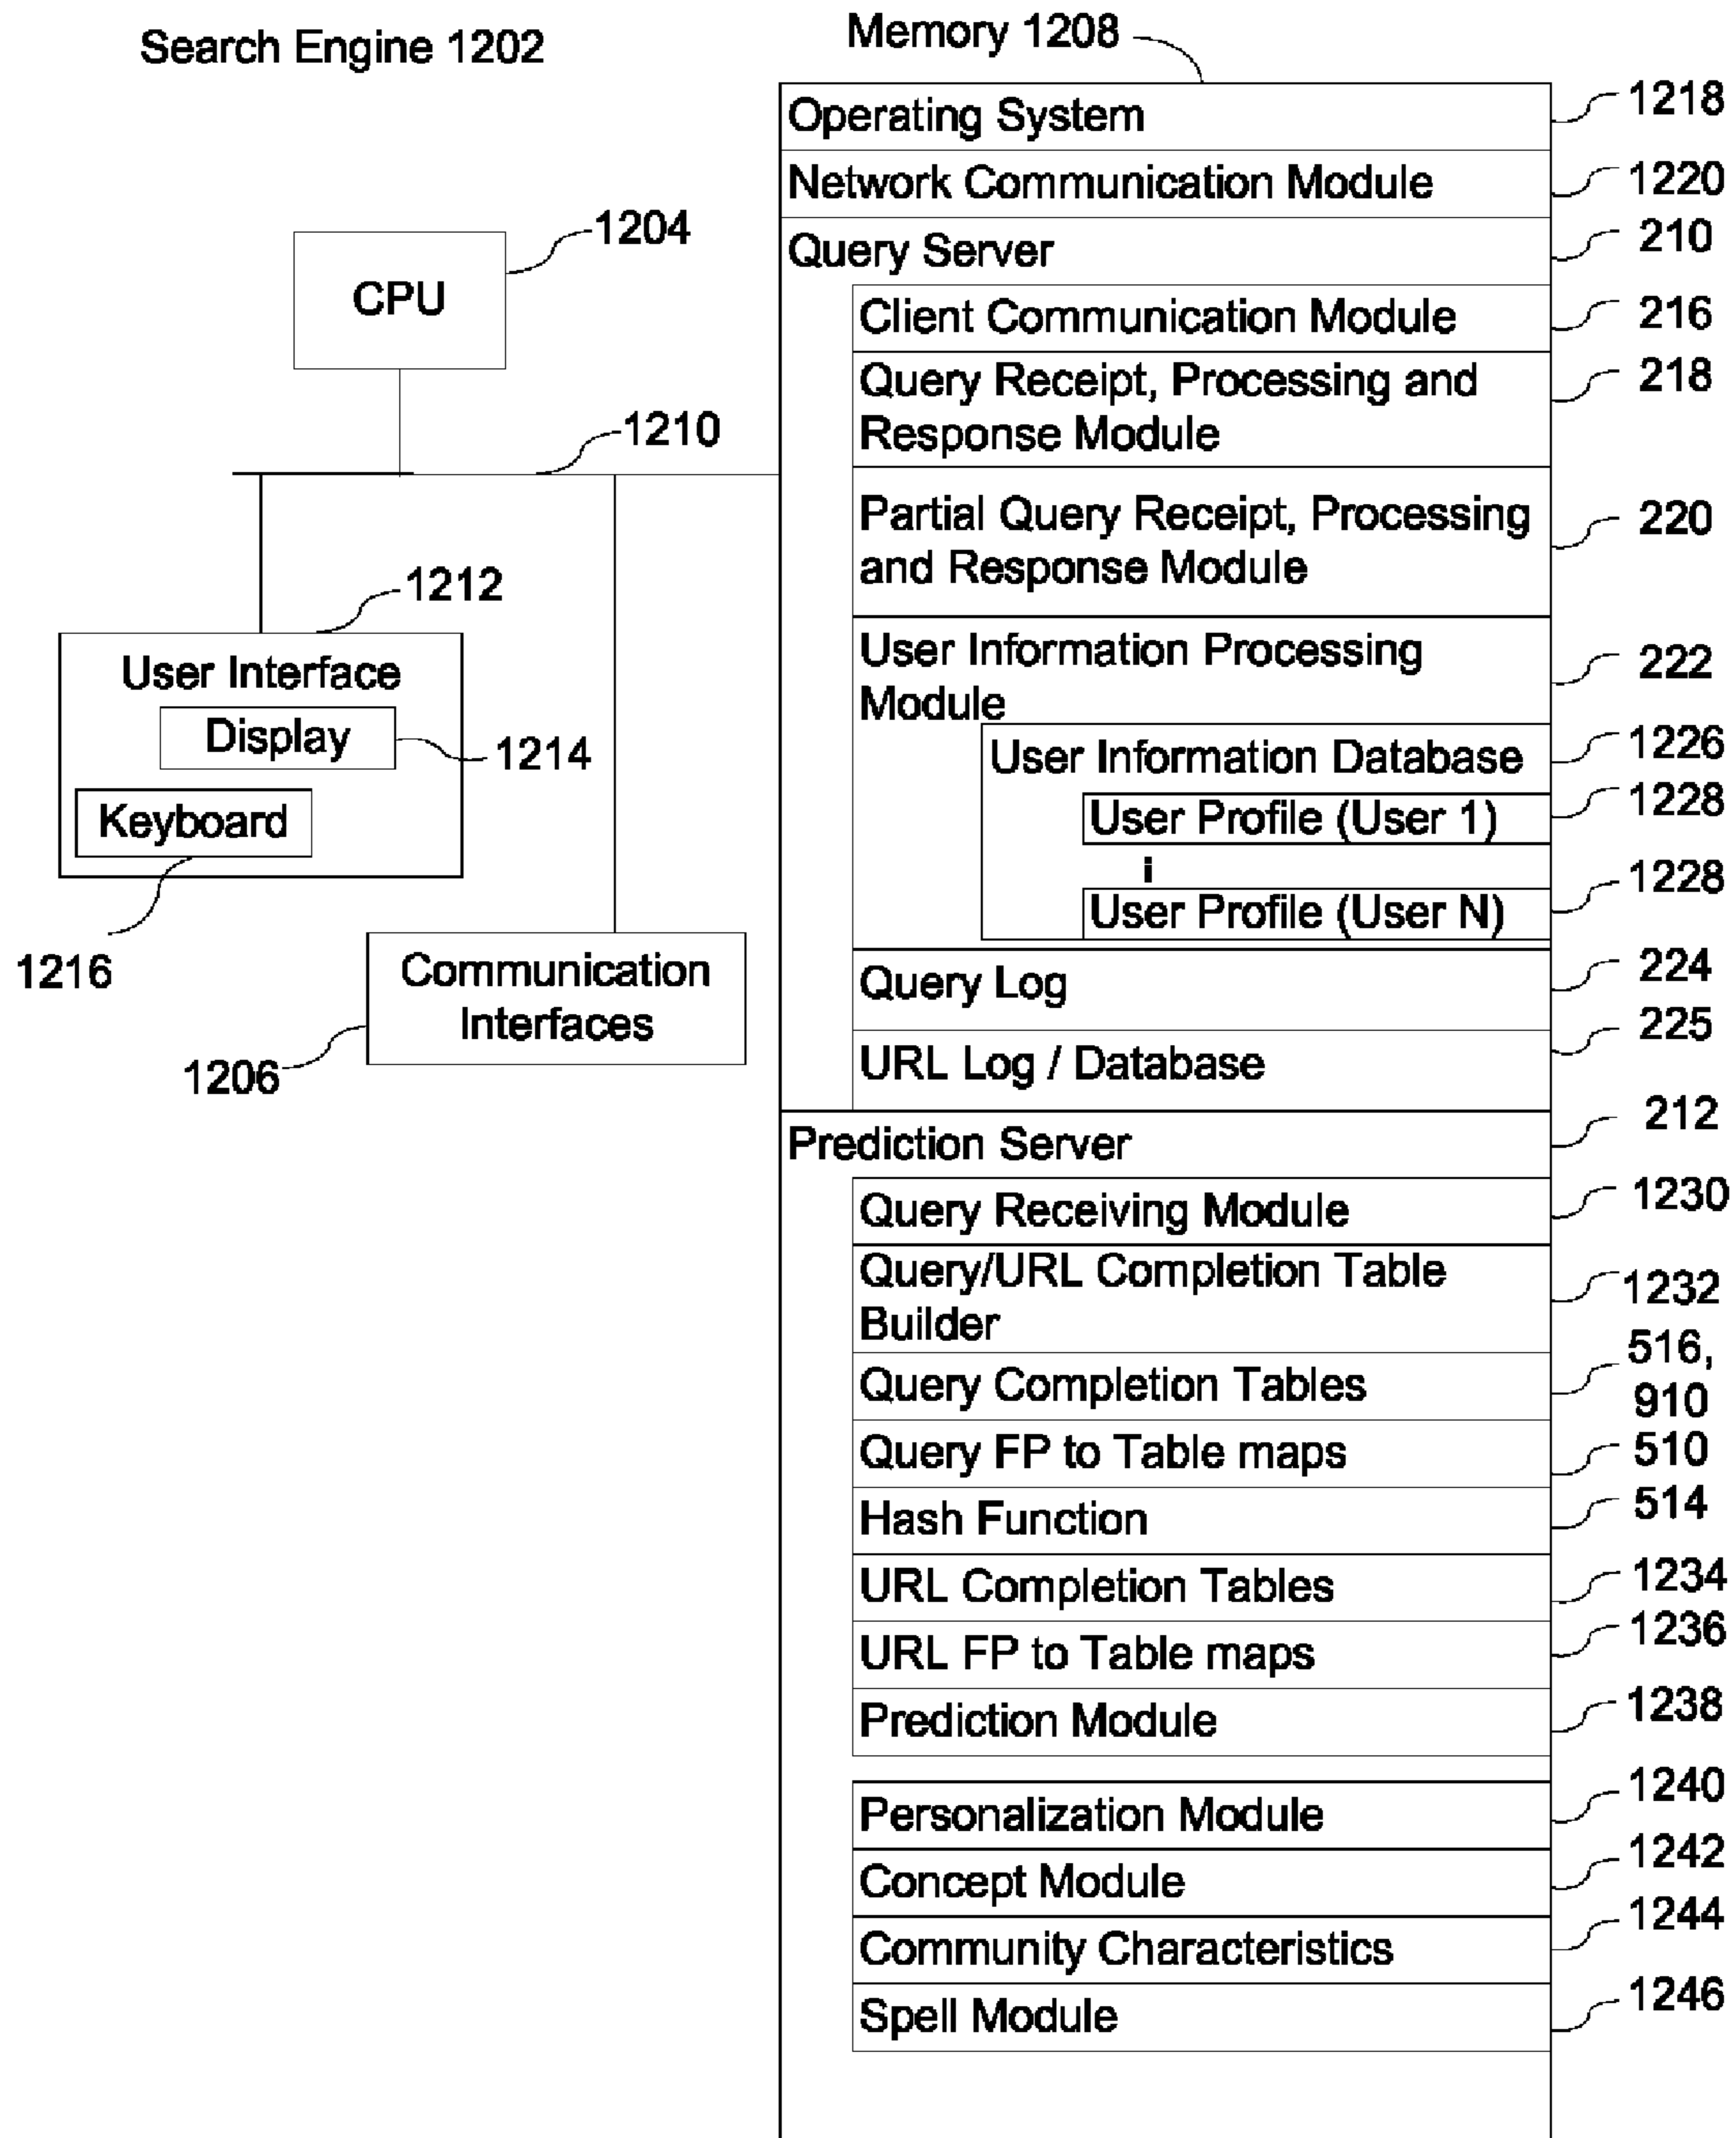 Search Engine 1202
Memory 1208
CPU
1204
1210
1212
User Interface
Display
1214
Keyboard
1216
Communication
Interfaces
1206
Operating System
1218
Network Communication Module
1220
Query Server
210
Client Communication Module
216
Query Receipt, Processing and
Response Module
218
Partial Query Receipt, Processing
and Response Module
220
User Information Processing
Module
222
User Information Database
1226
User Profile (User 1)
1228
User Profile (User N)
1228
Query Log
224
URL Log / Database
225
Prediction Server
212
Query Receiving Module
1230
Query/URL Completion Table
Builder
1232
Query Completion Tables
516,
910
Query FP to Table maps
510
Hash Function
514
URL Completion Tables
1234
URL FP to Table maps
1236
Prediction Module
1238
Personalization Module
1240
Concept Module
1242
Community Characteristics
1244
Spell Module
1246